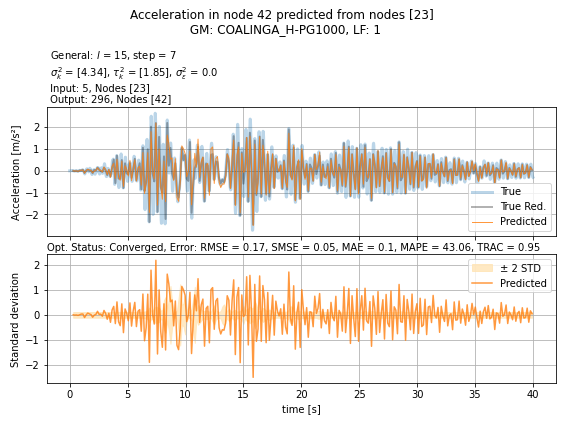 Acceleration in node 42 predicted from nodes [23]
GM: COALINGA_H-PG1000, LF: 1
General: l = 15, step = 7
σ²ₖ = [4.34], τ²ₖ = [1.85], σ²ε = 0.0
Input: 5, Nodes [23]
Output: 296, Nodes [42]
Acceleration [m/s²]
2
1
0
−1
−2
True
True Red.
Predicted
Opt. Status: Converged, Error: RMSE = 0.17, SMSE = 0.05, MAE = 0.1, MAPE = 43.06, TRAC = 0.95
Standard deviation
2
1
0
−1
−2
± 2 STD
Predicted
0 5 10 15 20 25 30 35 40
time [s]